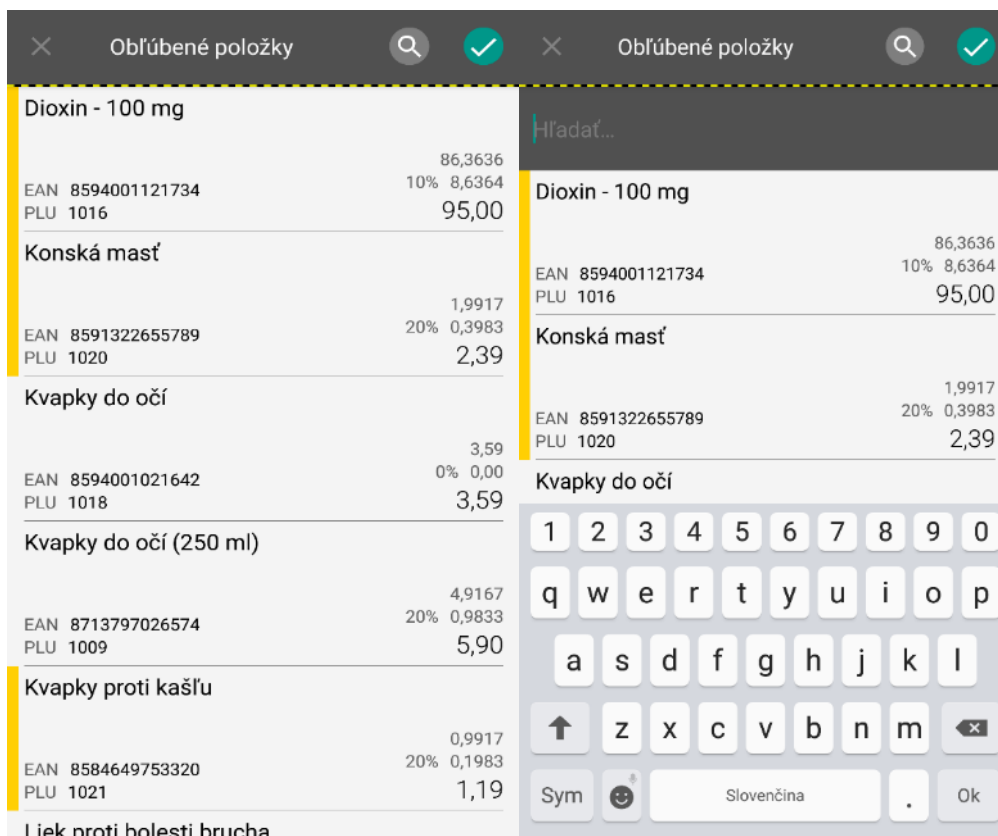 Obľúbené položky
Dioxin - 100 mg
86,3636
EAN 8594001121734 10% 8,6364
PLU 1016 95,00
Konská masť
1,9917
EAN 8591322655789 20% 0,3983
PLU 1020 2,39
Kvapky do očí
3,59
EAN 8594001021642 0% 0,00
PLU 1018 3,59
Kvapky do očí (250 ml)
4,9167
EAN 8713797026574 20% 0,9833
PLU 1009 5,90
Kvapky proti kašľu
0,9917
EAN 8584649753320 20% 0,1983
PLU 1021 1,19
Liek proti bolesti brucha
Obľúbené položky
Hľadať...
Dioxin - 100 mg
86,3636
EAN 8594001121734 10% 8,6364
PLU 1016 95,00
Konská masť
1,9917
EAN 8591322655789 20% 0,3983
PLU 1020 2,39
Kvapky do očí
1 2 3 4 5 6 7 8 9 0
q w e r t y u i o p
a s d f g h j k l
z x c v b n m
Sym Slovenčina . Ok